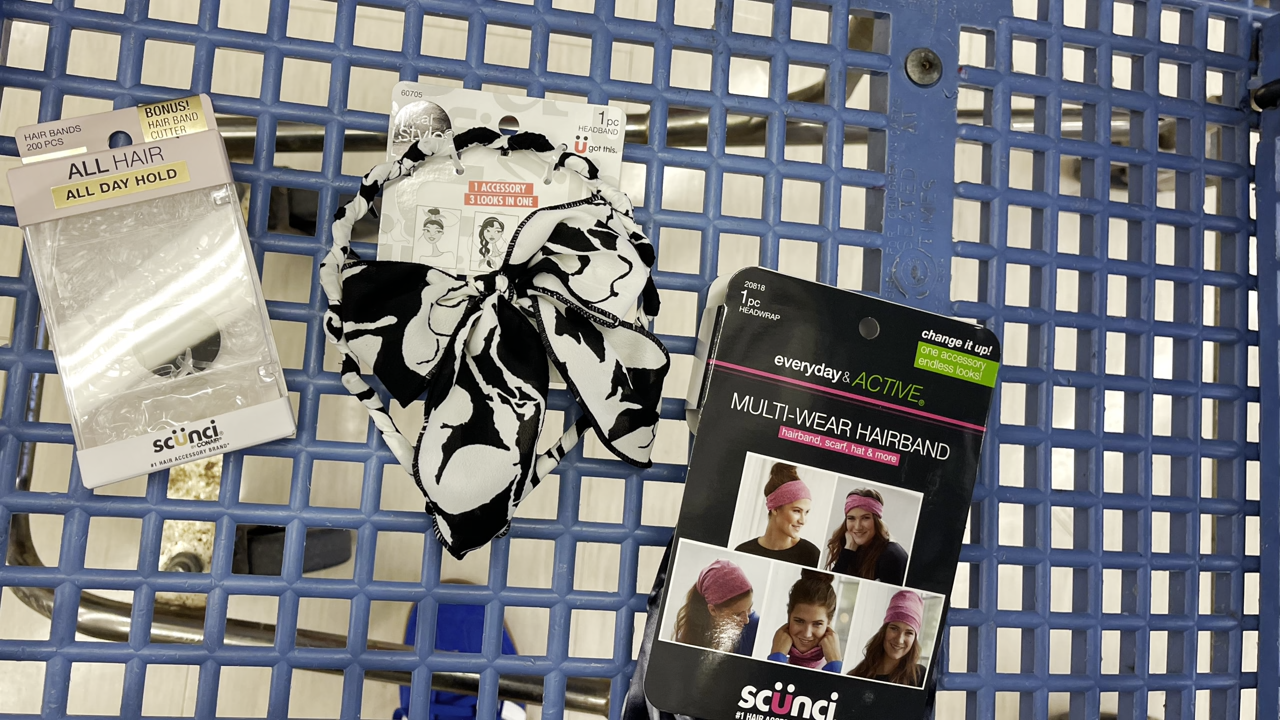 HAIR BANDS
200 PCS
BONUS!
HAIR BAND
CUTTER
ALL HAIR
ALL DAY HOLD
scünci
BY CONAIR®
#1 HAIR ACCESSORY BRAND*
60705
1pc
HEADBAND
ü got this.
1 ACCESSORY
3 LOOKS IN ONE
20818
1pc
HEADWRAP
change it up!
one accessory
endless looks!
everyday & ACTIVE®
MULTI-WEAR HAIRBAND
hairband, scarf, hat & more
scünci